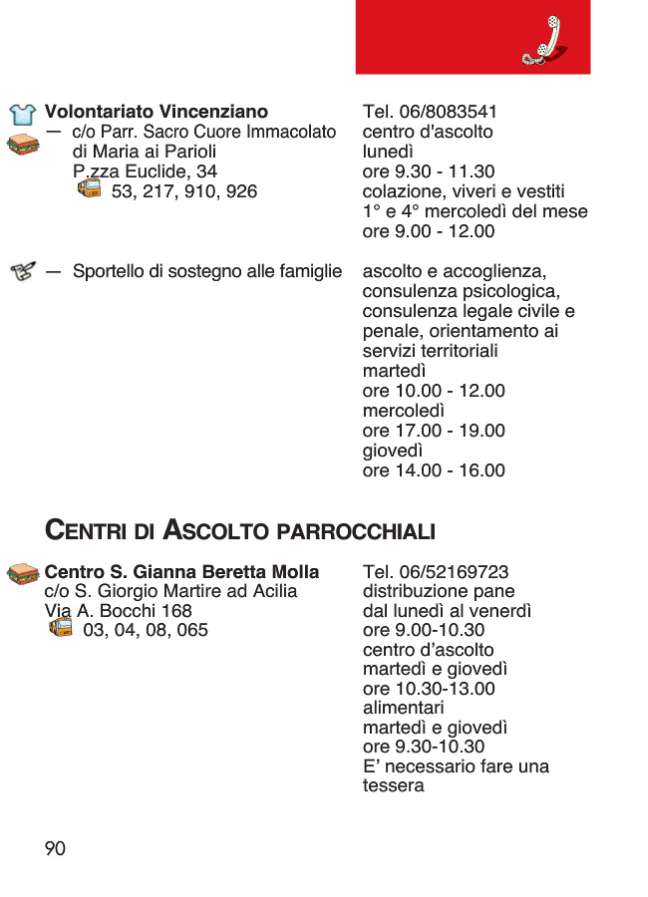 Volontariato Vincenziano
— c/o Parr. Sacro Cuore Immacolato
di Maria ai Parioli
P.zza Euclide, 34
53, 217, 910, 926
Tel. 06/8083541
centro d'ascolto
lunedì
ore 9.30 - 11.30
colazione, viveri e vestiti
1° e 4° mercoledì del mese
ore 9.00 - 12.00
— Sportello di sostegno alle famiglie
ascolto e accoglienza,
consulenza psicologica,
consulenza legale civile e
penale, orientamento ai
servizi territoriali
martedì
ore 10.00 - 12.00
mercoledì
ore 17.00 - 19.00
giovedì
ore 14.00 - 16.00
CENTRI DI ASCOLTO PARROCCHIALI
Centro S. Gianna Beretta Molla
c/o S. Giorgio Martire ad Acilia
Via A. Bocchi 168
03, 04, 08, 065
Tel. 06/52169723
distribuzione pane
dal lunedì al venerdì
ore 9.00-10.30
centro d’ascolto
martedì e giovedì
ore 10.30-13.00
alimentari
martedì e giovedì
ore 9.30-10.30
E’ necessario fare una
tessera
90